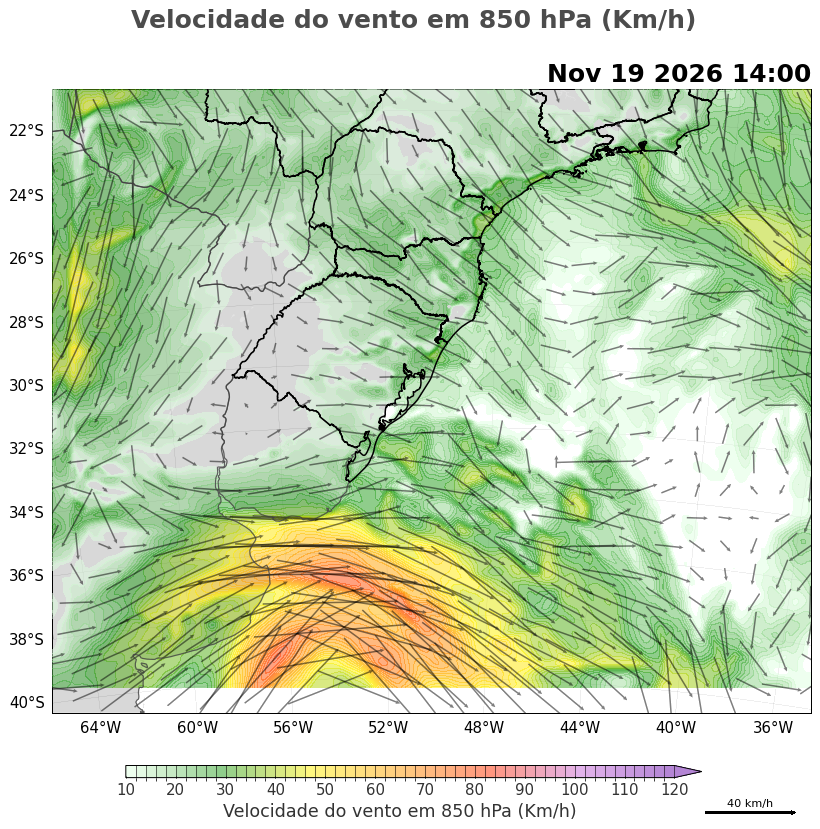 Velocidade do vento em 850 hPa (Km/h)
Nov 19 2026 14:00
22°S
24°S
26°S
28°S
30°S
32°S
34°S
36°S
38°S
40°S
64°W 60°W 56°W 52°W 48°W 44°W 40°W 36°W
10 20 30 40 50 60 70 80 90 100 110 120
Velocidade do vento em 850 hPa (Km/h)
40 km/h